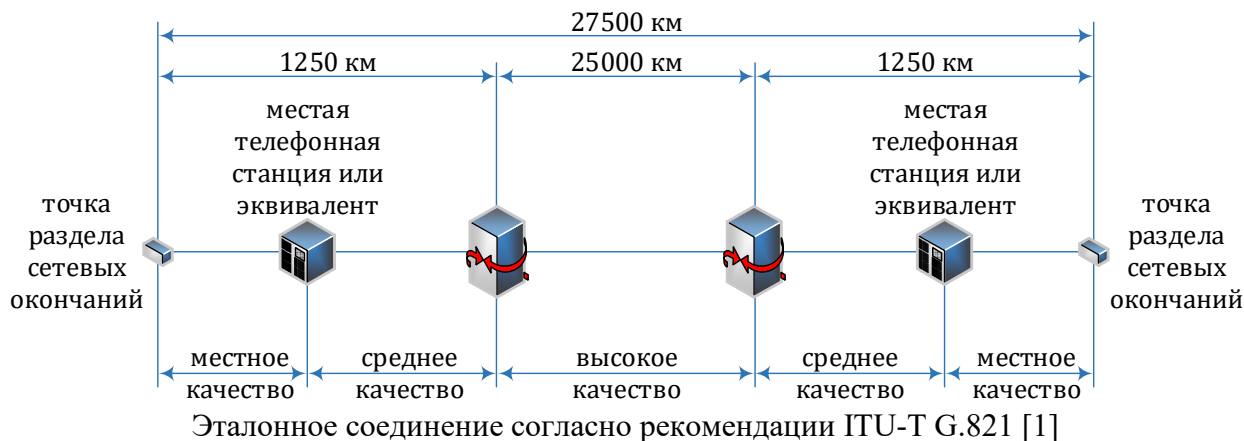 27500 км
1250 км
25000 км
1250 км
местая
телефонная
станция или
эквивалент
местая
телефонная
станция или
эквивалент
точка
раздела
сетевых
окончаний
точка
раздела
сетевых
окончаний
местное
качество
среднее
качество
высокое
качество
среднее
качество
местное
качество
Эталонное соединение согласно рекомендации ITU-T G.821 [1]